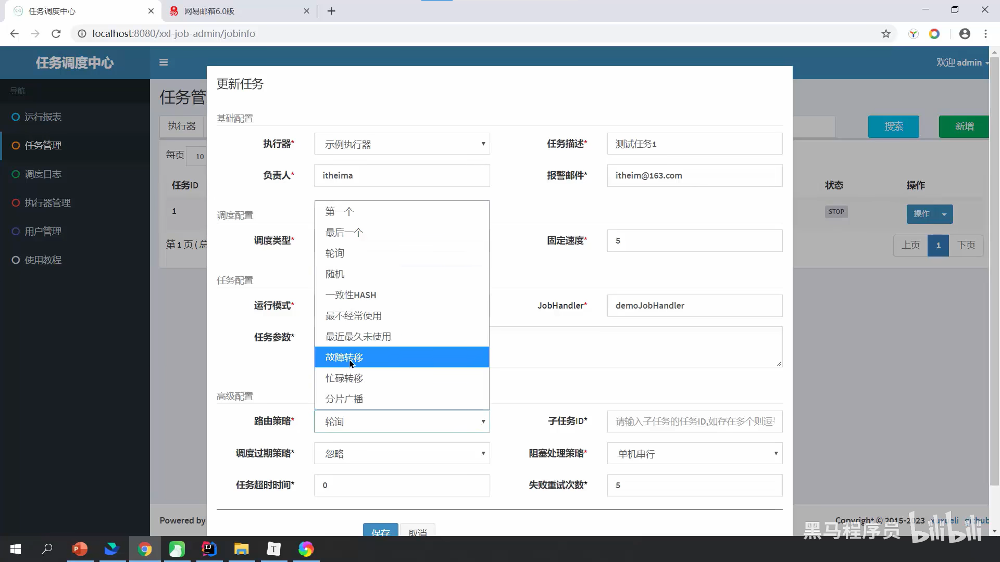 任务调度中心
网易邮箱6.0版
localhost:8080/xxl-job-admin/jobinfo
任务调度中心
欢迎 admin
导航
运行报表
任务管理
调度日志
执行器管理
用户管理
使用教程
任务管
执行器
搜索
新增
每页 10
任务ID
状态
操作
1
STOP
操作
第 1 页 ( 总
上页
1
下页
更新任务
基础配置
执行器*
示例执行器
任务描述*
测试任务1
负责人*
itheima
报警邮件*
itheim@163.com
调度配置
调度类型*
固定速度*
5
任务配置
运行模式*
JobHandler*
demoJobHandler
任务参数*
第一个
最后一个
轮询
随机
一致性HASH
最不经常使用
最近最久未使用
故障转移
忙碌转移
分片广播
高级配置
路由策略*
轮询
子任务ID*
请输入子任务的任务ID,如存在多个则逗
调度过期策略*
忽略
阻塞处理策略*
单机串行
任务超时时间*
0
失败重试次数*
5
保存
取消
Powered by
Copyright © 2015-2023 xuxueli github
黑马程序员 bilibili